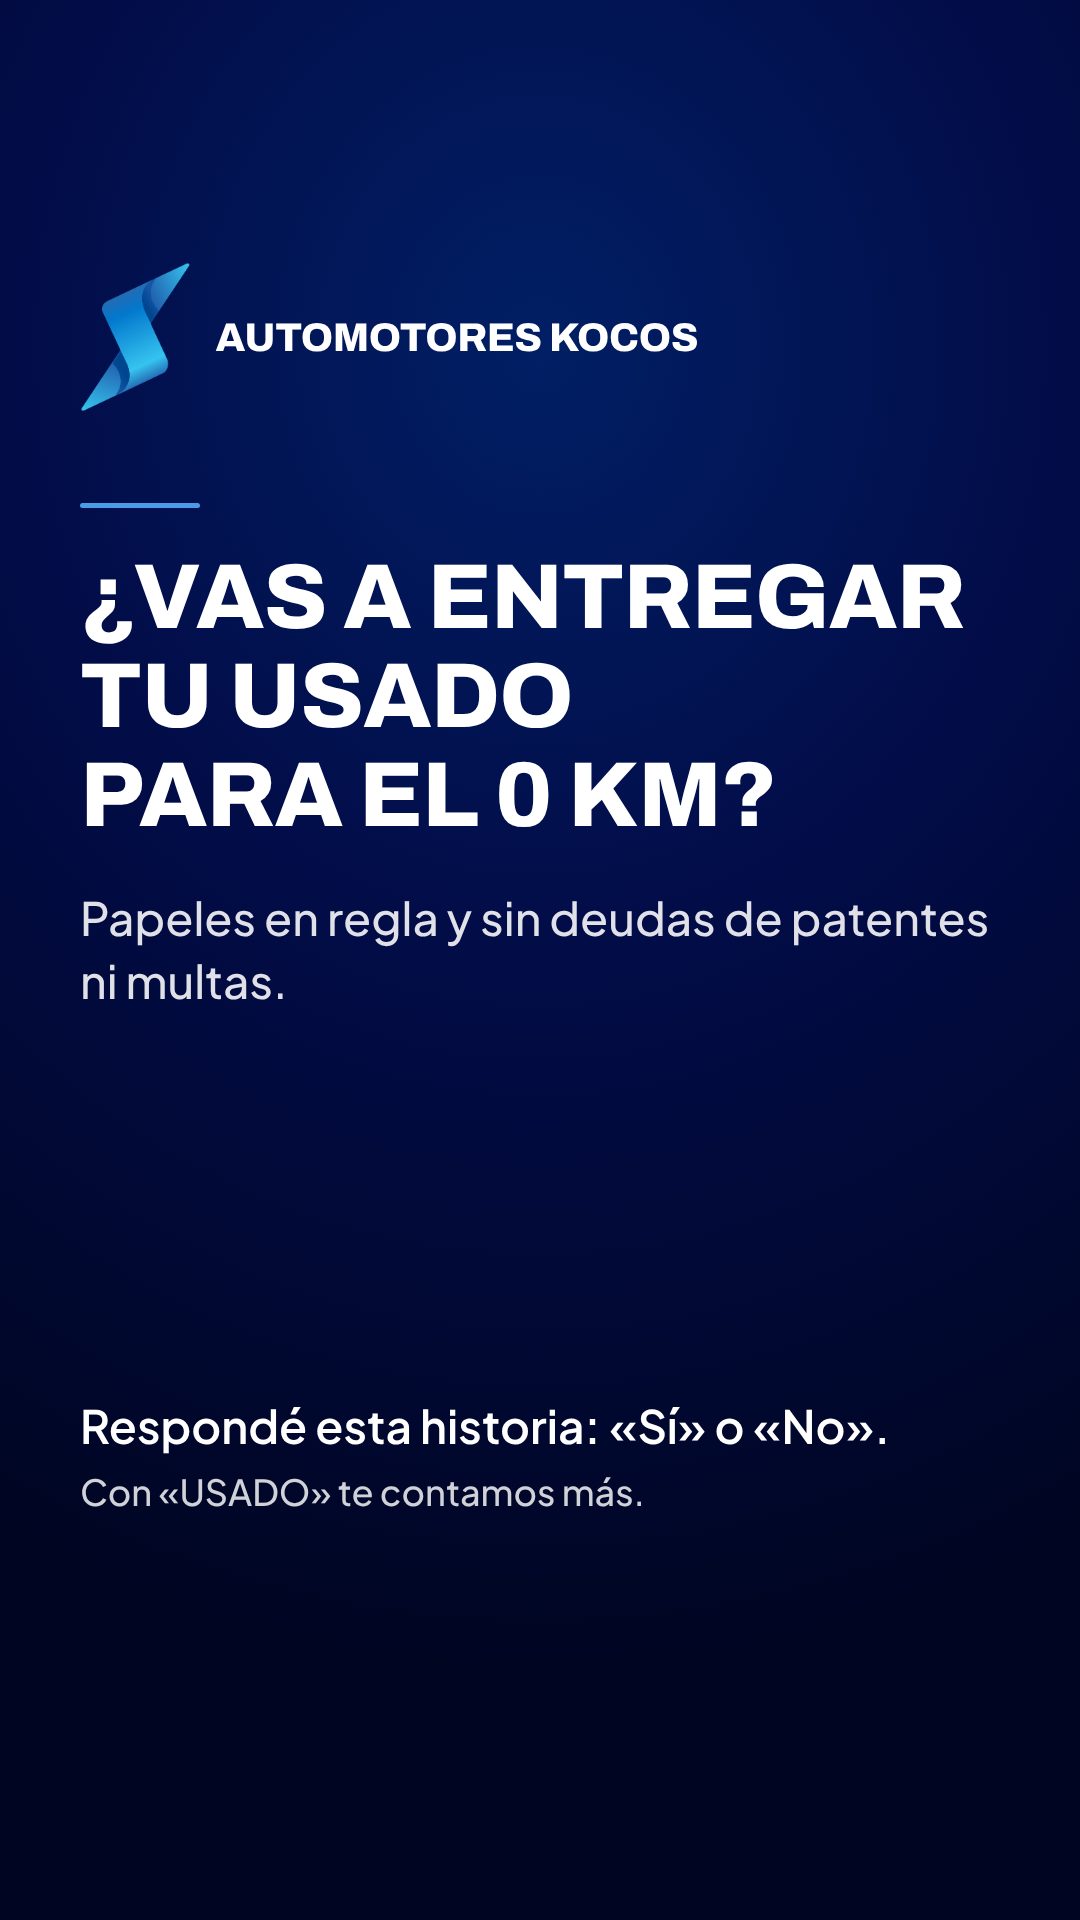 AUTOMOTORES KOCOS
¿VAS A ENTREGAR
TU USADO
PARA EL 0 KM?
Papeles en regla y sin deudas de patentes
ni multas.
Respondé esta historia: «Sí» o «No».
Con «USADO» te contamos más.